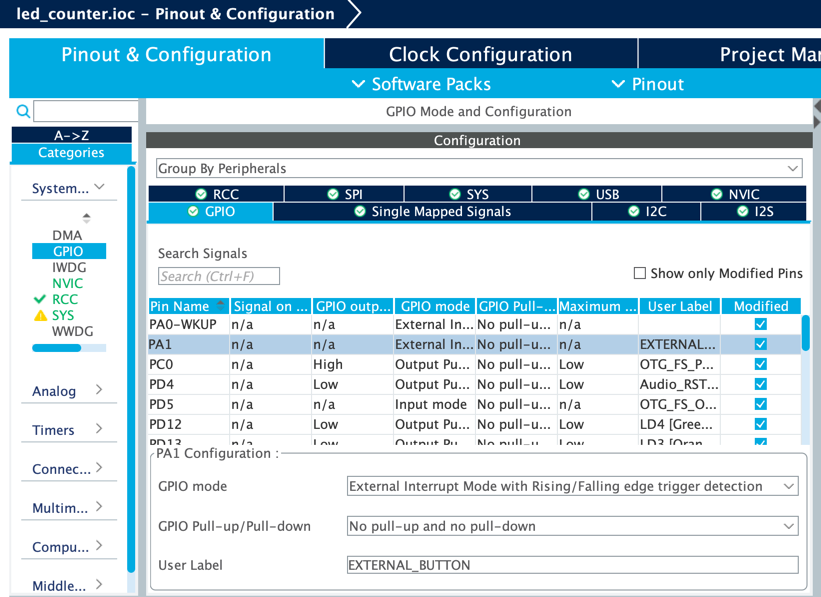 led_counter.ioc – Pinout & Configuration
Pinout & Configuration Clock Configuration Project Mar
Software Packs Pinout
GPIO Mode and Configuration
A->Z
Categories
System...
DMA
GPIO
IWDG
NVIC
RCC
SYS
WWDG
Analog
Timers
Connec...
Multim...
Compu...
Middle...
Configuration
Group By Peripherals
RCC SPI SYS USB NVIC
GPIO Single Mapped Signals I2C I2S
Search Signals
Search (Ctrl+F)
Show only Modified Pins
Pin Name Signal on ... GPIO outp... GPIO mode GPIO Pull-... Maximum ... User Label Modified
PA0-WKUP n/a n/a External In... No pull-u... n/a
PA1 n/a n/a External In... No pull-u... n/a EXTERNAL...
PC0 n/a High Output Pu... No pull-u... Low OTG_FS_P...
PD4 n/a Low Output Pu... No pull-u... Low Audio_RST...
PD5 n/a n/a Input mode No pull-u... n/a OTG_FS_O...
PD12 n/a Low Output Pu... No pull-u... Low LD4 [Gree...
PD13 n/a Low Output Pu... No pull-u... Low LD3 [Oran...
PA1 Configuration :
GPIO mode External Interrupt Mode with Rising/Falling edge trigger detection
GPIO Pull-up/Pull-down No pull-up and no pull-down
User Label EXTERNAL_BUTTON